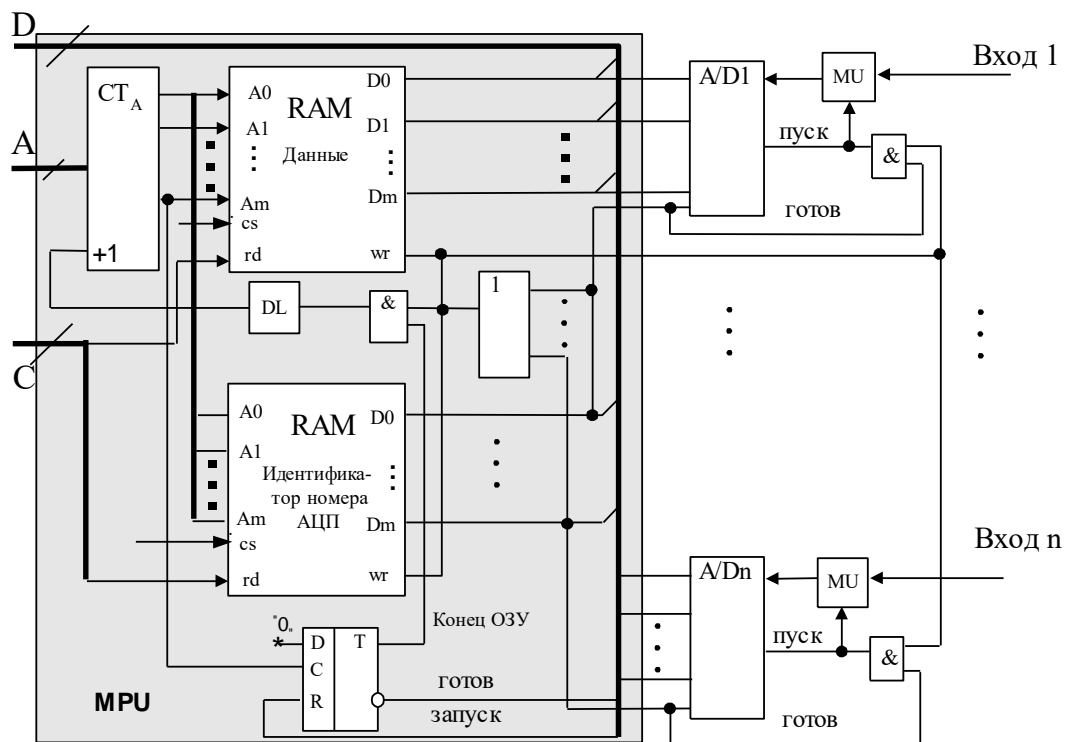 D
A
C
CT_A
+1
A0
A1
Am
cs
rd
RAM
Данные
D0
D1
Dm
wr
A/D1
MU
Вход 1
пуск
&
готов
DL
&
1
A0
A1
Am
cs
rd
RAM
Идентифика-
тор номера
АЦП
D0
Dm
wr
A/Dn
MU
Вход n
пуск
&
готов
Конец ОЗУ
"0„
*
D
C
R
T
готов
запуск
MPU